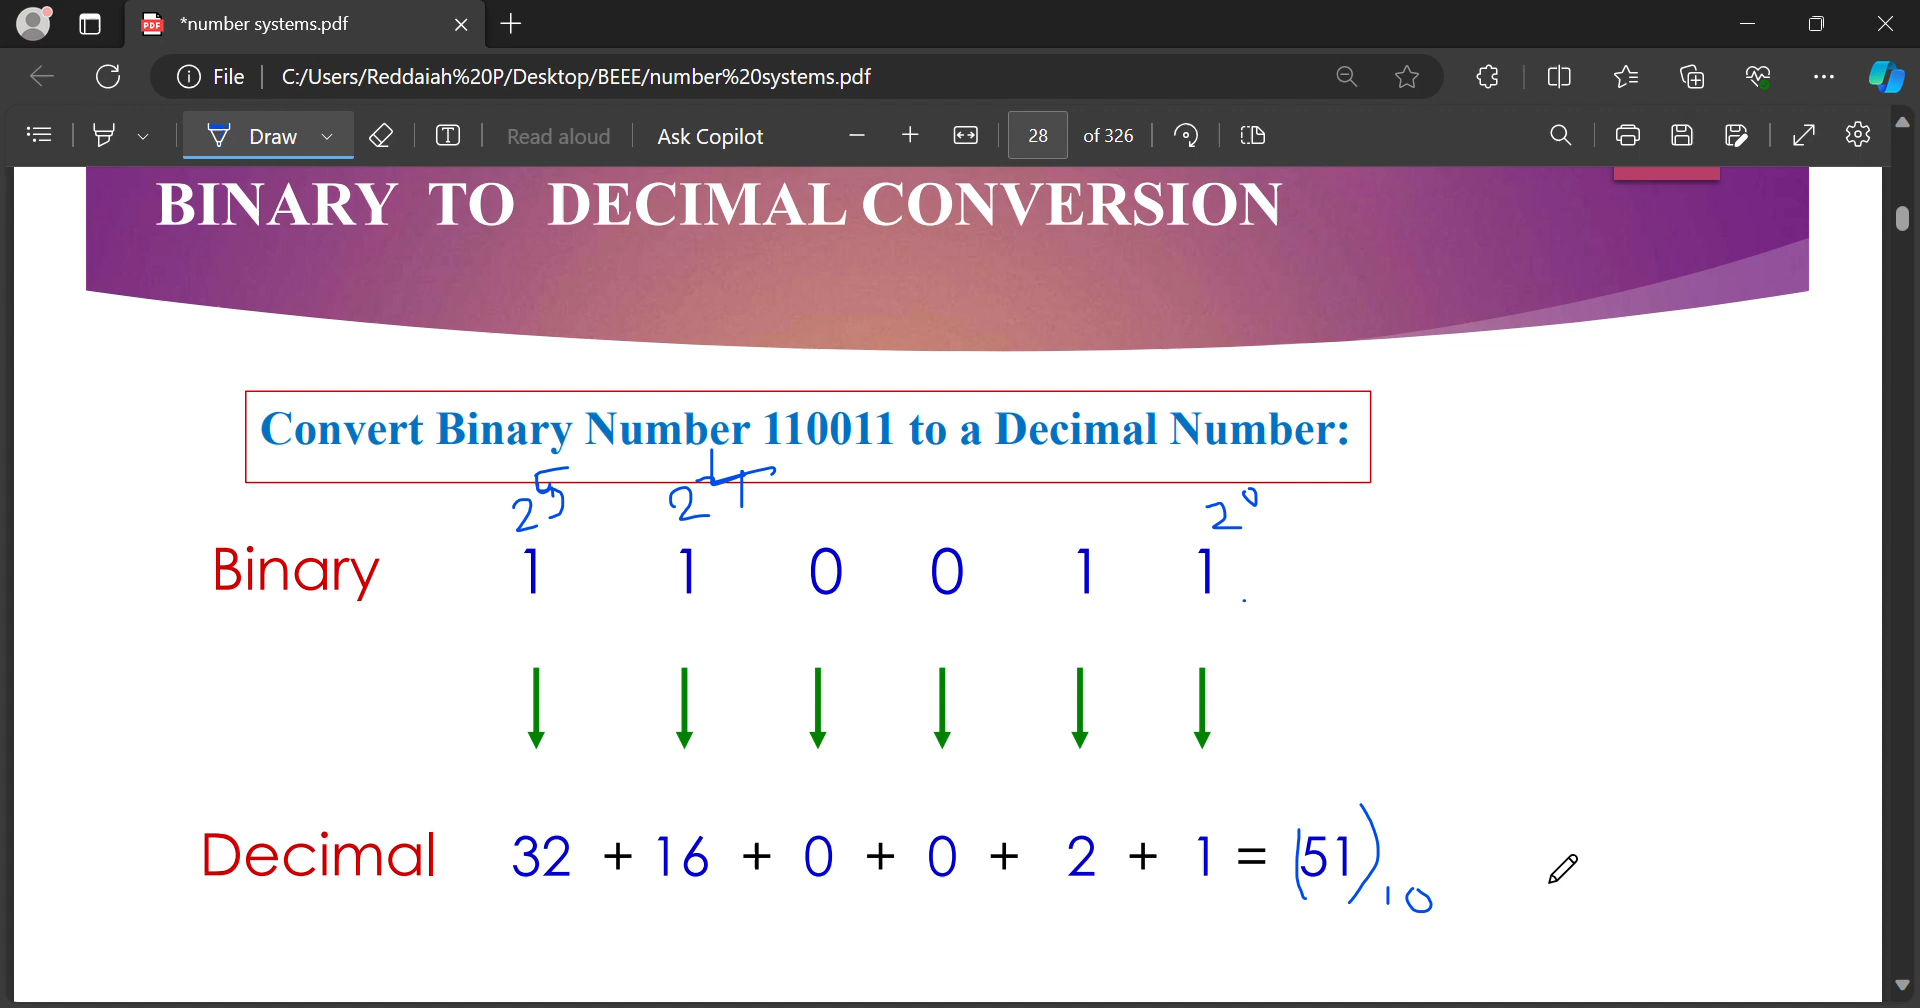 *number systems.pdf
File C:/Users/Reddaiah%20P/Desktop/BEEE/number%20systems.pdf
Draw Read aloud Ask Copilot 28 of 326
BINARY TO DECIMAL CONVERSION
Convert Binary Number 110011 to a Decimal Number:
2⁵ 2⁴ 2⁰
Binary 1 1 0 0 1 1
Decimal 32 + 16 + 0 + 0 + 2 + 1 = (51)₁₀